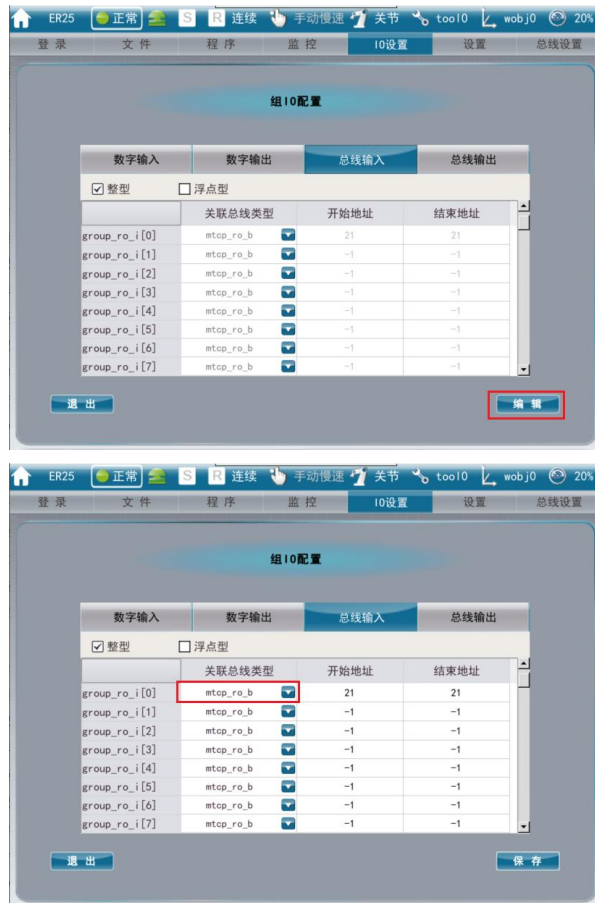 ER25 正常 S R 连续 手动慢速 关节 tool0 wobj0 20%
登录 文件 程序 监控 IO设置 设置 总线设置
组IO配置
数字输入 数字输出 总线输入 总线输出
整型 浮点型
关联总线类型 开始地址 结束地址
group_ro_i[0] mtcp_ro_b 21 21
group_ro_i[1] mtcp_ro_b -1 -1
group_ro_i[2] mtcp_ro_b -1 -1
group_ro_i[3] mtcp_ro_b -1 -1
group_ro_i[4] mtcp_ro_b -1 -1
group_ro_i[5] mtcp_ro_b -1 -1
group_ro_i[6] mtcp_ro_b -1 -1
group_ro_i[7] mtcp_ro_b -1 -1
退出 编辑
ER25 正常 S R 连续 手动慢速 关节 tool0 wobj0 20%
登录 文件 程序 监控 IO设置 设置 总线设置
组IO配置
数字输入 数字输出 总线输入 总线输出
整型 浮点型
关联总线类型 开始地址 结束地址
group_ro_i[0] mtcp_ro_b 21 21
group_ro_i[1] mtcp_ro_b -1 -1
group_ro_i[2] mtcp_ro_b -1 -1
group_ro_i[3] mtcp_ro_b -1 -1
group_ro_i[4] mtcp_ro_b -1 -1
group_ro_i[5] mtcp_ro_b -1 -1
group_ro_i[6] mtcp_ro_b -1 -1
group_ro_i[7] mtcp_ro_b -1 -1
退出 保存